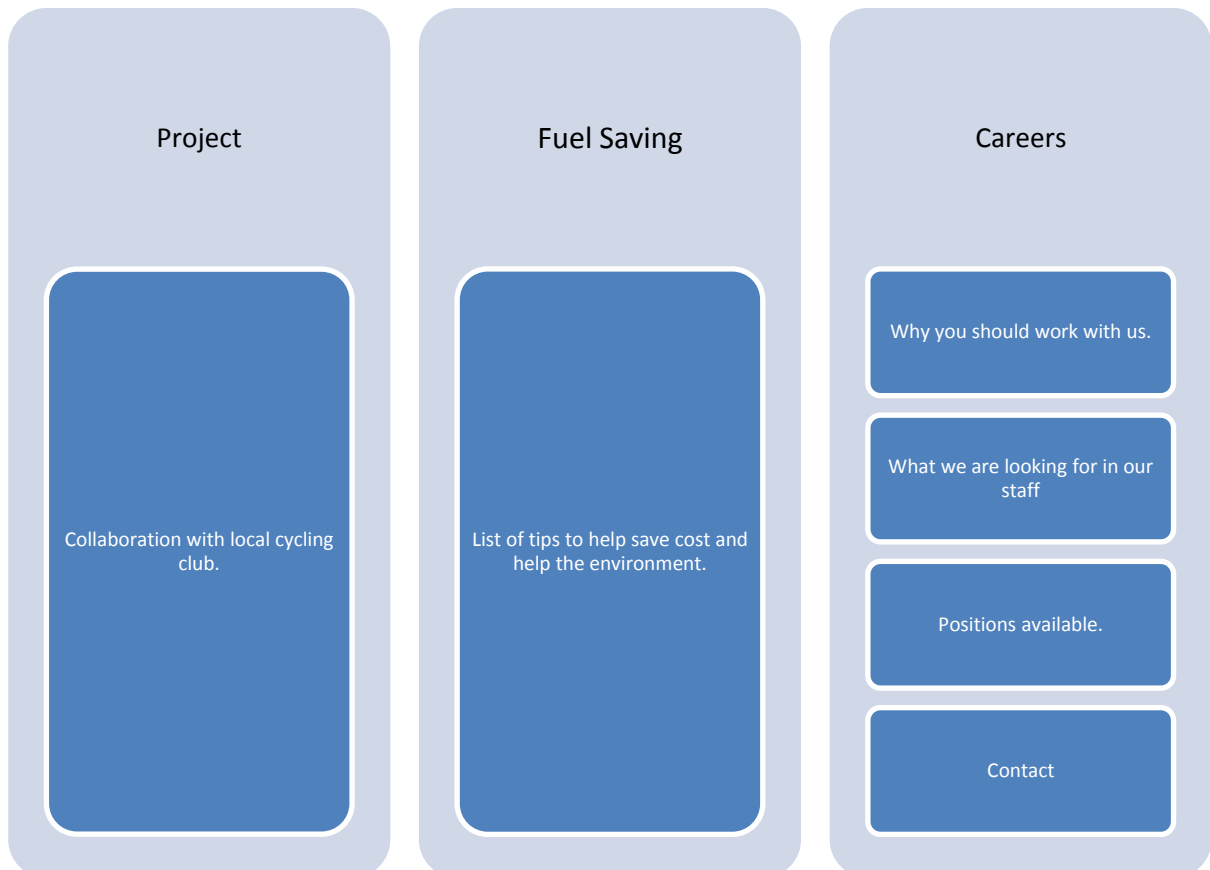 Project
Collaboration with local cycling
club.
Fuel Saving
List of tips to help save cost and
help the environment.
Careers
Why you should work with us.
What we are looking for in our
staff
Positions available.
Contact